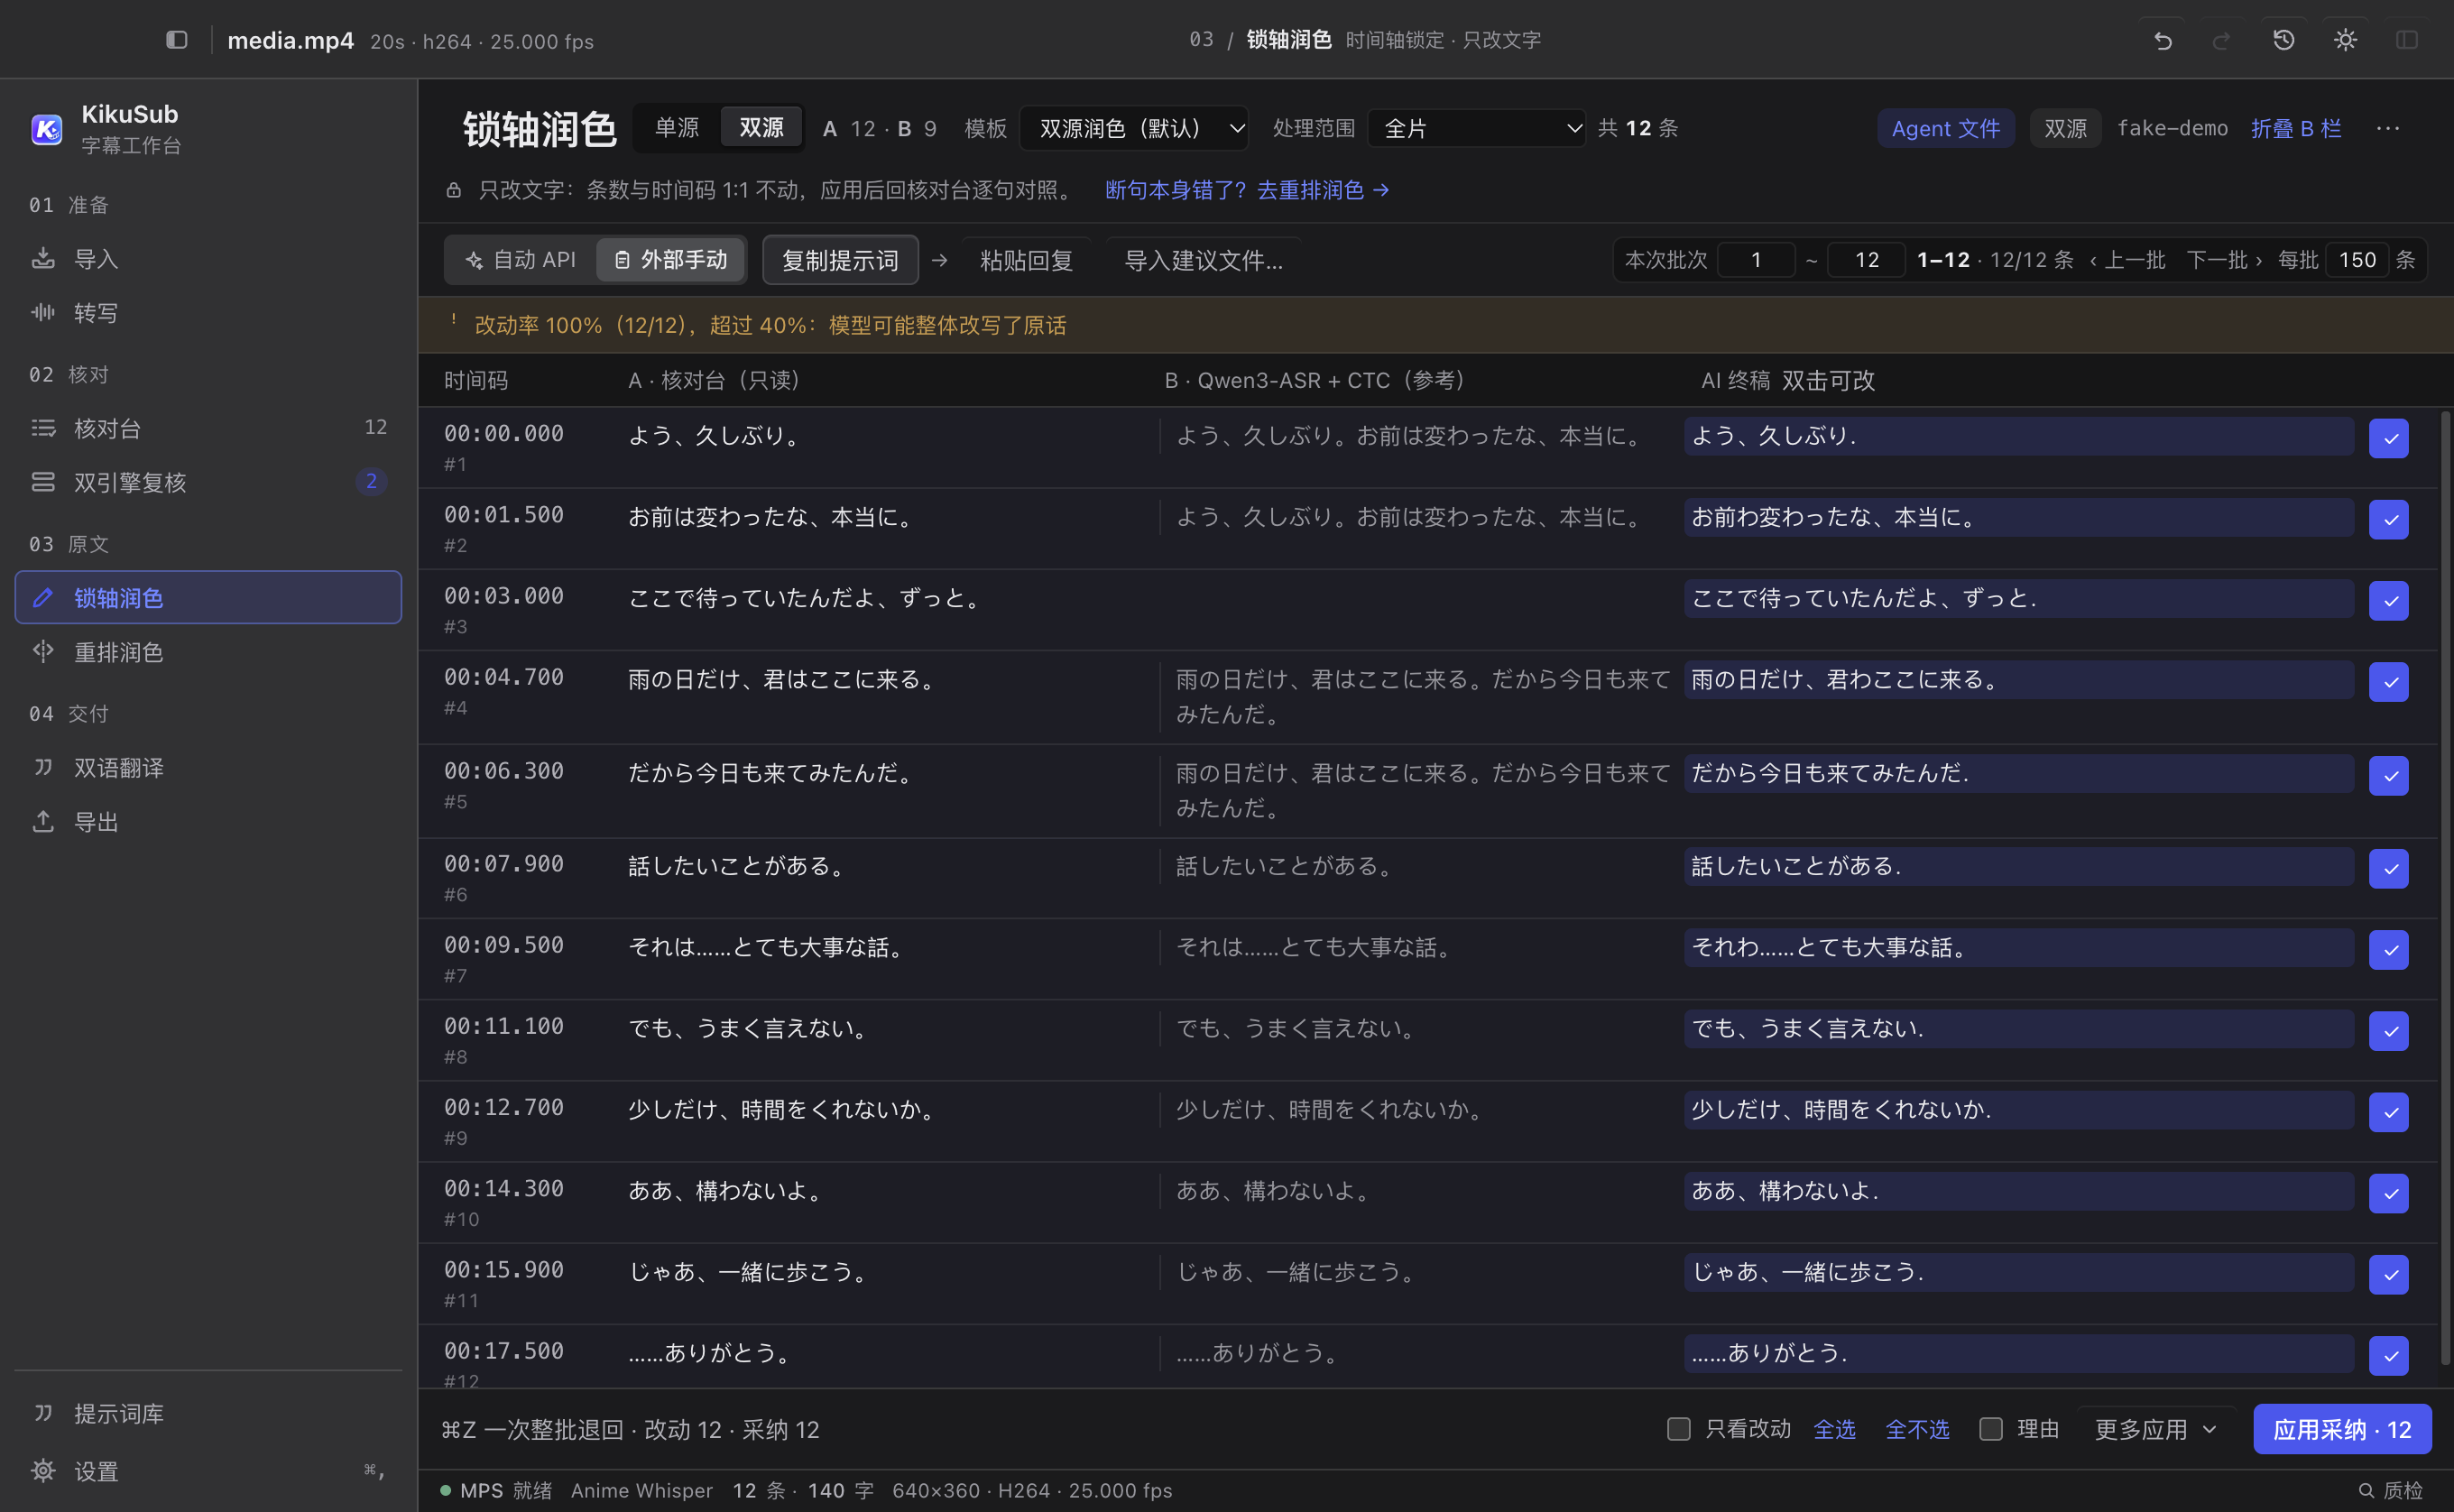 media.mp4 20s · h264 · 25.000 fps
03 / 锁轴润色 时间轴锁定 · 只改文字
KikuSub
字幕工作台
01 准备
导入
转写
02 核对
核对台 12
双引擎复核 2
03 原文
锁轴润色
重排润色
04 交付
双语翻译
导出
提示词库
设置 ⌘,
锁轴润色 单源 双源 A 12 · B 9 模板 双源润色（默认） 处理范围 全片 共 12 条 Agent 文件 双源 fake-demo 折叠 B 栏 ···
只改文字：条数与时间码 1:1 不动，应用后回核对台逐句对照。 断句本身错了？去重排润色 →
自动 API 外部手动 复制提示词 → 粘贴回复 导入建议文件… 本次批次 1 ~ 12 1–12 · 12/12 条 ‹ 上一批 下一批 › 每批 150 条
! 改动率 100%（12/12），超过 40%：模型可能整体改写了原话
时间码 A · 核对台（只读） B · Qwen3-ASR + CTC（参考） AI 终稿 双击可改
00:00.000 よう、久しぶり。 よう、久しぶり。お前は変わったな、本当に。 よう、久しぶり.
#1
00:01.500 お前は変わったな、本当に。 よう、久しぶり。お前は変わったな、本当に。 お前わ変わったな、本当に。
#2
00:03.000 ここで待っていたんだよ、ずっと。 ここで待っていたんだよ、ずっと.
#3
00:04.700 雨の日だけ、君はここに来る。 雨の日だけ、君はここに来る。だから今日も来て 雨の日だけ、君わここに来る。
#4 みたんだ。
00:06.300 だから今日も来てみたんだ。 雨の日だけ、君はここに来る。だから今日も来て だから今日も来てみたんだ.
#5 みたんだ。
00:07.900 話したいことがある。 話したいことがある。 話したいことがある.
#6
00:09.500 それは……とても大事な話。 それは……とても大事な話。 それわ……とても大事な話。
#7
00:11.100 でも、うまく言えない。 でも、うまく言えない。 でも、うまく言えない.
#8
00:12.700 少しだけ、時間をくれないか。 少しだけ、時間をくれないか。 少しだけ、時間をくれないか.
#9
00:14.300 ああ、構わないよ。 ああ、構わないよ。 ああ、構わないよ.
#10
00:15.900 じゃあ、一緒に歩こう。 じゃあ、一緒に歩こう。 じゃあ、一緒に歩こう.
#11
00:17.500 ……ありがとう。 ……ありがとう。 ……ありがとう.
#12
⌘Z 一次整批退回 · 改动 12 · 采纳 12 只看改动 全选 全不选 理由 更多应用 应用采纳 · 12
MPS 就绪 Anime Whisper 12 条 · 140 字 640×360 · H264 · 25.000 fps 质检